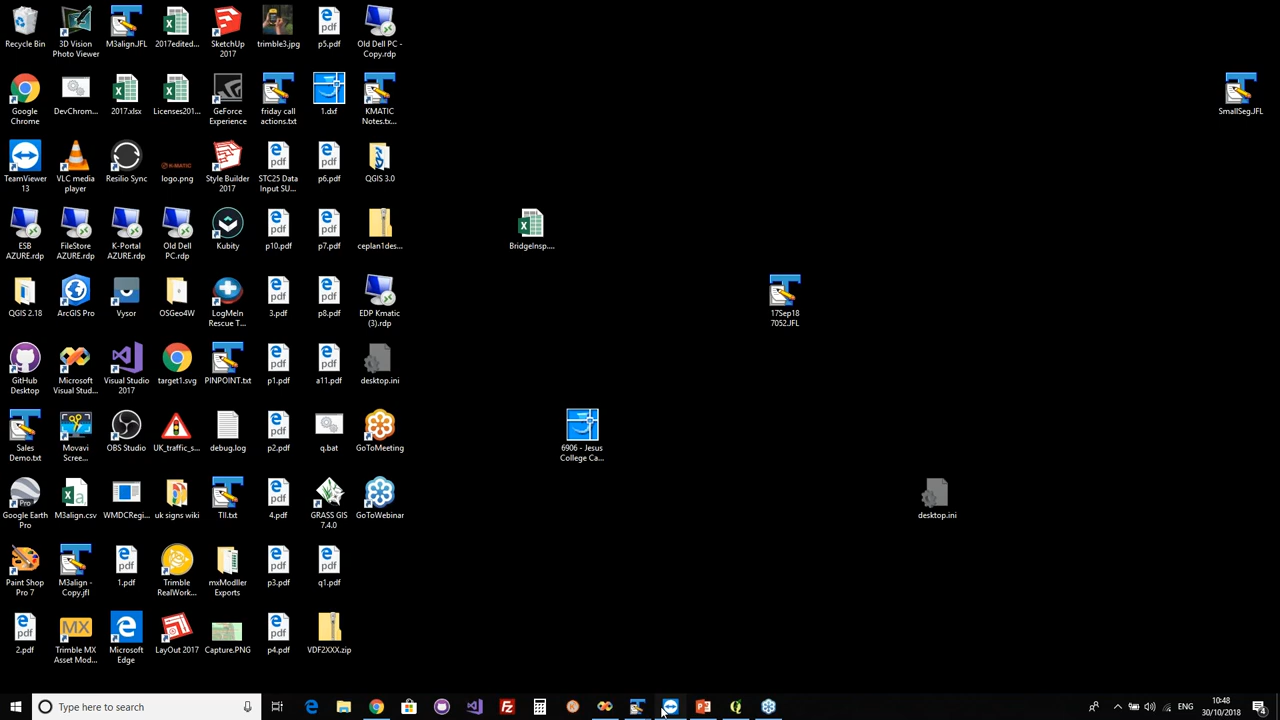 Recycle Bin
3D Vision
Photo Viewer
M3align.JFL
2017edited...
SketchUp
2017
trimble3.jpg
p5.pdf
Old Dell PC -
Copy.rdp
Google
Chrome
DevChrom...
2017.xlsx
Licenses201...
GeForce
Experience
friday call
actions.txt
1.dxf
KMATIC
Notes.tx...
SmallSeg.JFL
TeamViewer
13
VLC media
player
Resilio Sync
K-MATIC
logo.png
Style Builder
2017
STC25 Data
Input SU...
p6.pdf
QGIS 3.0
ESB
AZURE.rdp
FileStore
AZURE.rdp
K-Portal
AZURE.rdp
Old Dell
PC.rdp
Kubity
p10.pdf
p7.pdf
ceplan1des...
BridgeInsp....
QGIS 2.18
ArcGIS Pro
Vysor
OSGeo4W
LogMeIn
Rescue T...
3.pdf
p8.pdf
EDP Kmatic
(3).rdp
17Sep18
7052.JFL
GitHub
Desktop
Microsoft
Visual Stud...
Visual Studio
2017
target1.svg
PINPOINT.txt
p1.pdf
a11.pdf
desktop.ini
Sales
Demo.txt
Movavi
Scree...
OBS Studio
UK_traffic_s...
debug.log
p2.pdf
q.bat
GoToMeeting
6906 - Jesus
College Ca...
Pro
Google Earth
Pro
M3align.csv
WMDCRegi...
uk signs wiki
TII.txt
4.pdf
GRASS GIS
7.4.0
GoToWebinar
desktop.ini
Paint Shop
Pro 7
M3align -
Copy.jfl
1.pdf
Trimble
RealWork...
mxModller
Exports
p3.pdf
q1.pdf
2.pdf
MX
Trimble MX
Asset Mod...
Microsoft
Edge
LayOut 2017
Capture.PNG
p4.pdf
VDF2XXX.zip
Type here to search
ENG
10:48
30/10/2018
4